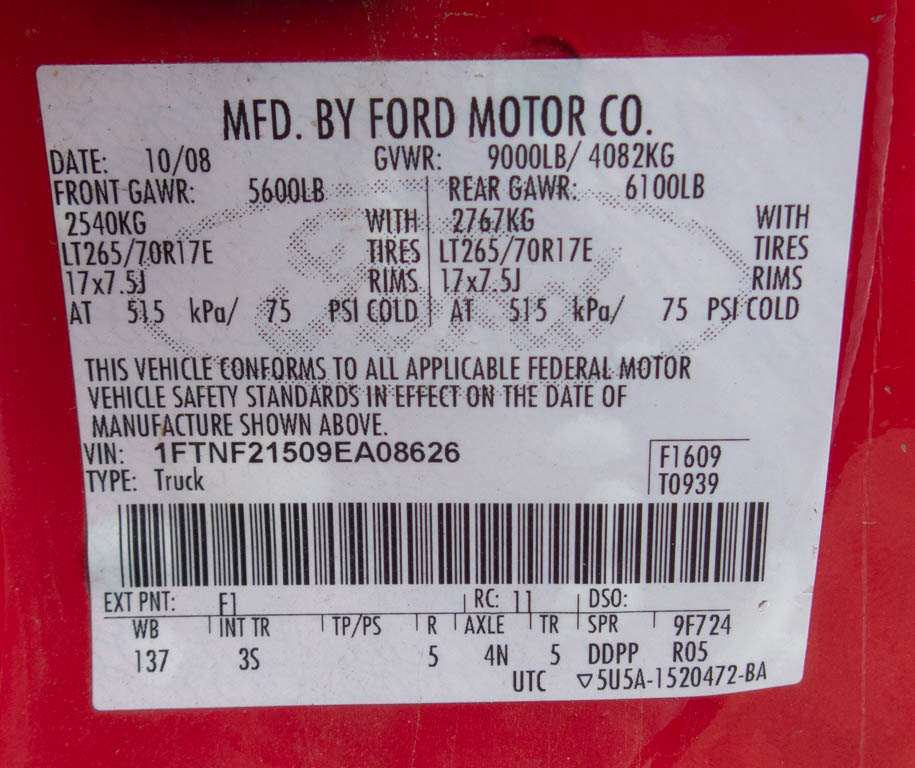 MFD. BY FORD MOTOR CO.
DATE: 10/08 GVWR: 9000LB/ 4082KG
FRONT GAWR: 5600LB REAR GAWR: 6100LB
2540KG WITH 2767KG WITH
LT265/70R17E TIRES LT265/70R17E TIRES
17x7.5J RIMS 17x7.5J RIMS
AT 515 kPa/ 75 PSI COLD AT 515 kPa/ 75 PSI COLD
THIS VEHICLE CONFORMS TO ALL APPLICABLE FEDERAL MOTOR
VEHICLE SAFETY STANDARDS IN EFFECT ON THE DATE OF
MANUFACTURE SHOWN ABOVE.
VIN: 1FTNF21509EA08626 F1609
TYPE: Truck T0939
EXT PNT: F1 RC: 11 DSO:
WB INT TR TP/PS R AXLE TR SPR 9F724
137 3S 5 4N 5 DDPP R05
UTC ▽5U5A-1520472-BA
Ford